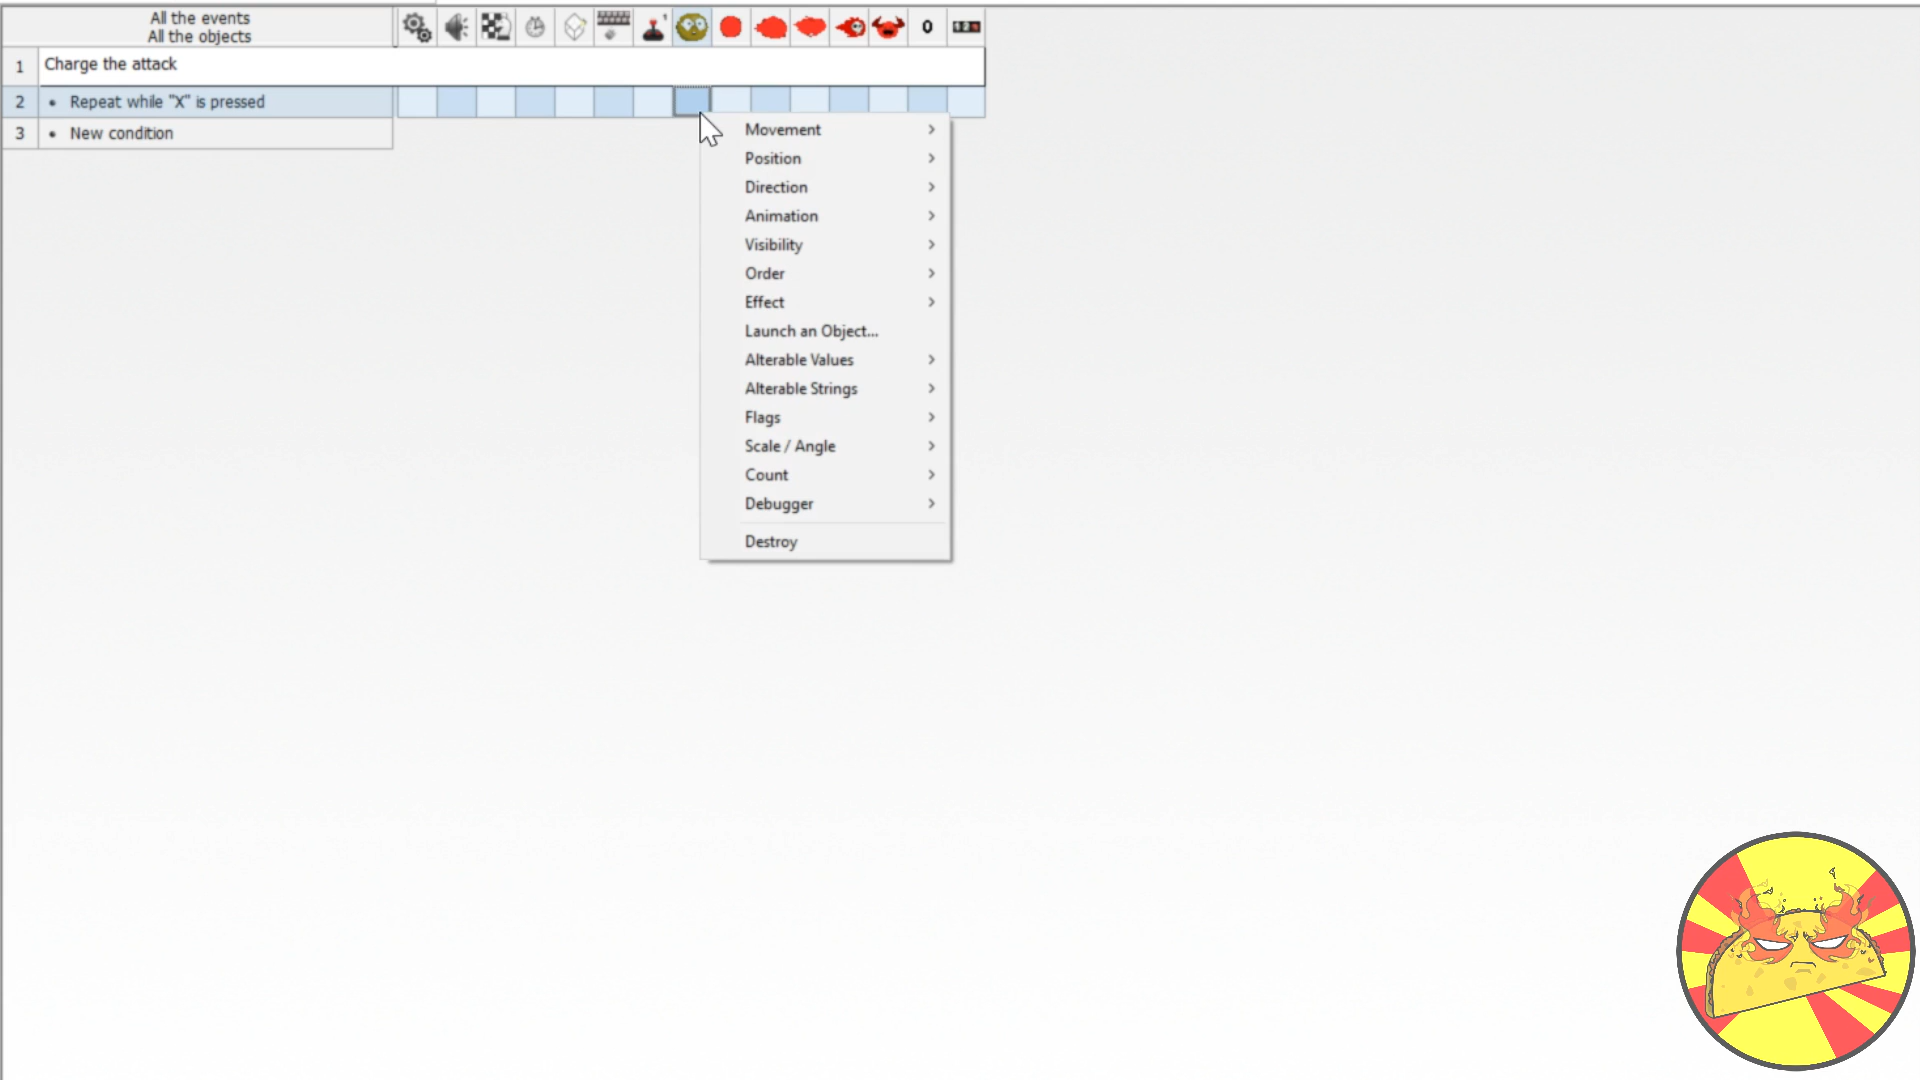 All the events
All the objects
0
1 Charge the attack
2 • Repeat while "X" is pressed
3 • New condition
Movement
Position
Direction
Animation
Visibility
Order
Effect
Launch an Object...
Alterable Values
Alterable Strings
Flags
Scale / Angle
Count
Debugger
Destroy